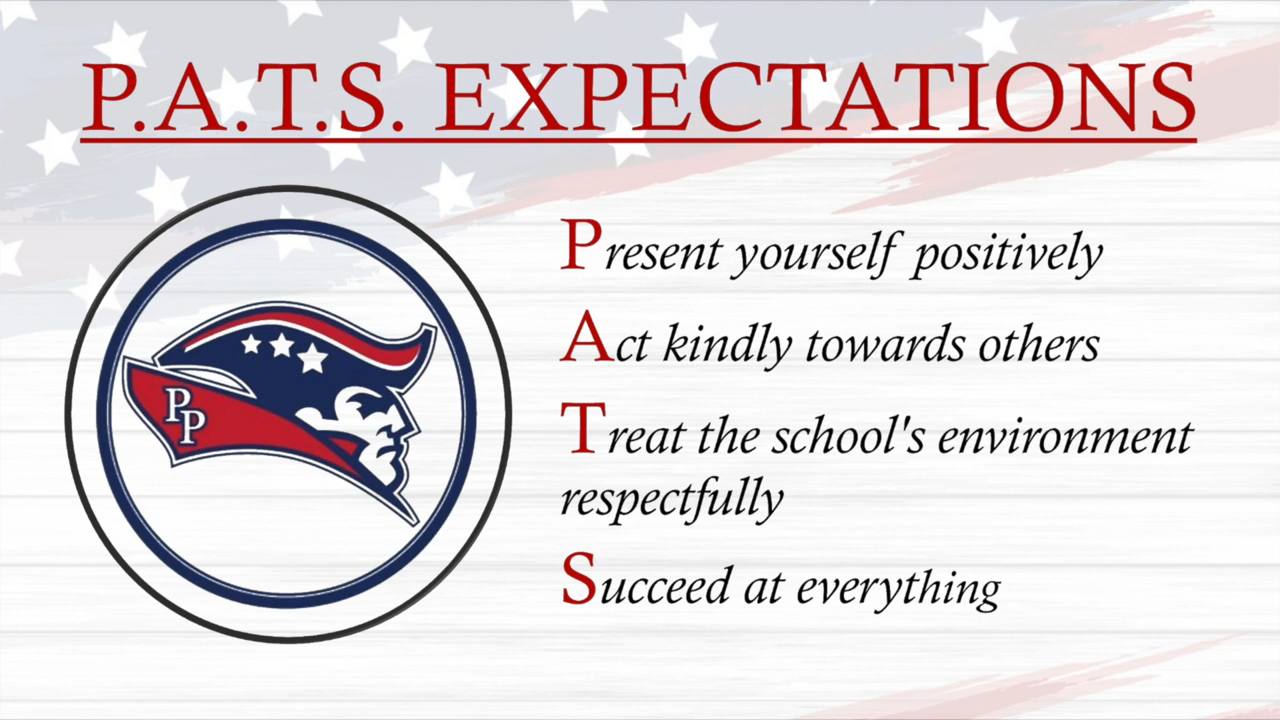 P.A.T.S. EXPECTATIONS
PP
Present yourself positively
Act kindly towards others
Treat the school's environment
respectfully
Succeed at everything